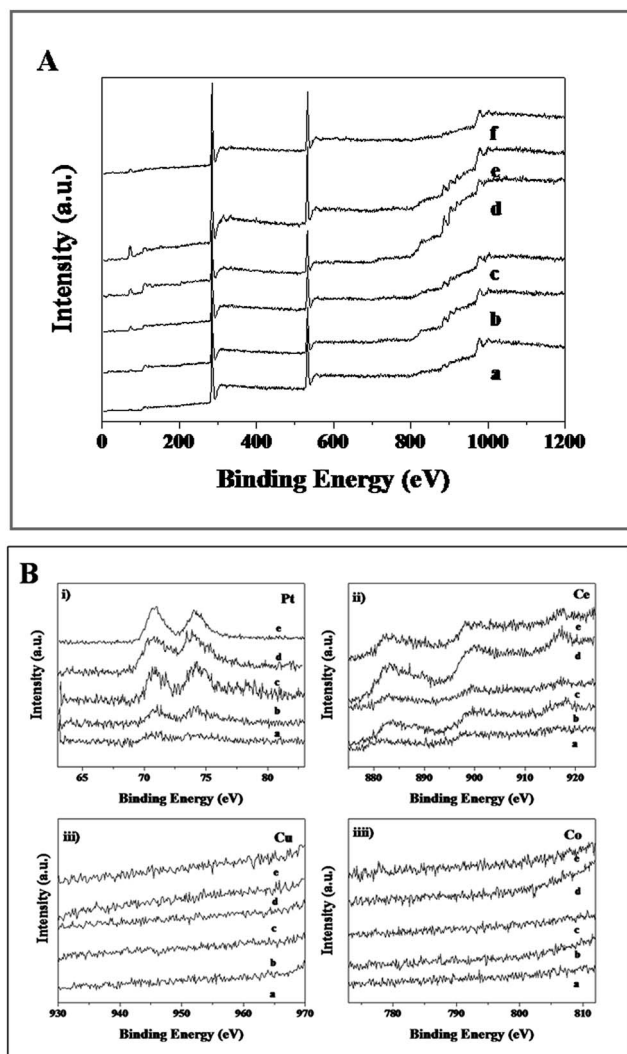 A
Intensity (a.u.)
f
e
d
c
b
a
0 200 400 600 800 1000 1200
Binding Energy (eV)
B
i) Pt
Intensity (a.u.)
e
d
c
b
a
65 70 75 80
Binding Energy (eV)
ii) Ce
Intensity (a.u.)
e
d
c
b
a
880 890 900 910 920
Binding Energy (eV)
iii) Cu
Intensity (a.u.)
e
d
c
b
a
930 940 950 960 970
Binding Energy (eV)
iiii) Co
Intensity (a.u.)
e
d
c
b
a
780 790 800 810
Binding Energy (eV)